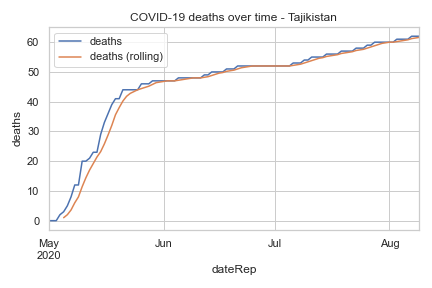 COVID-19 deaths over time - Tajikistan
deaths
deaths (rolling)
60
50
40
30
20
10
0
deaths
May Jun Jul Aug
2020
dateRep